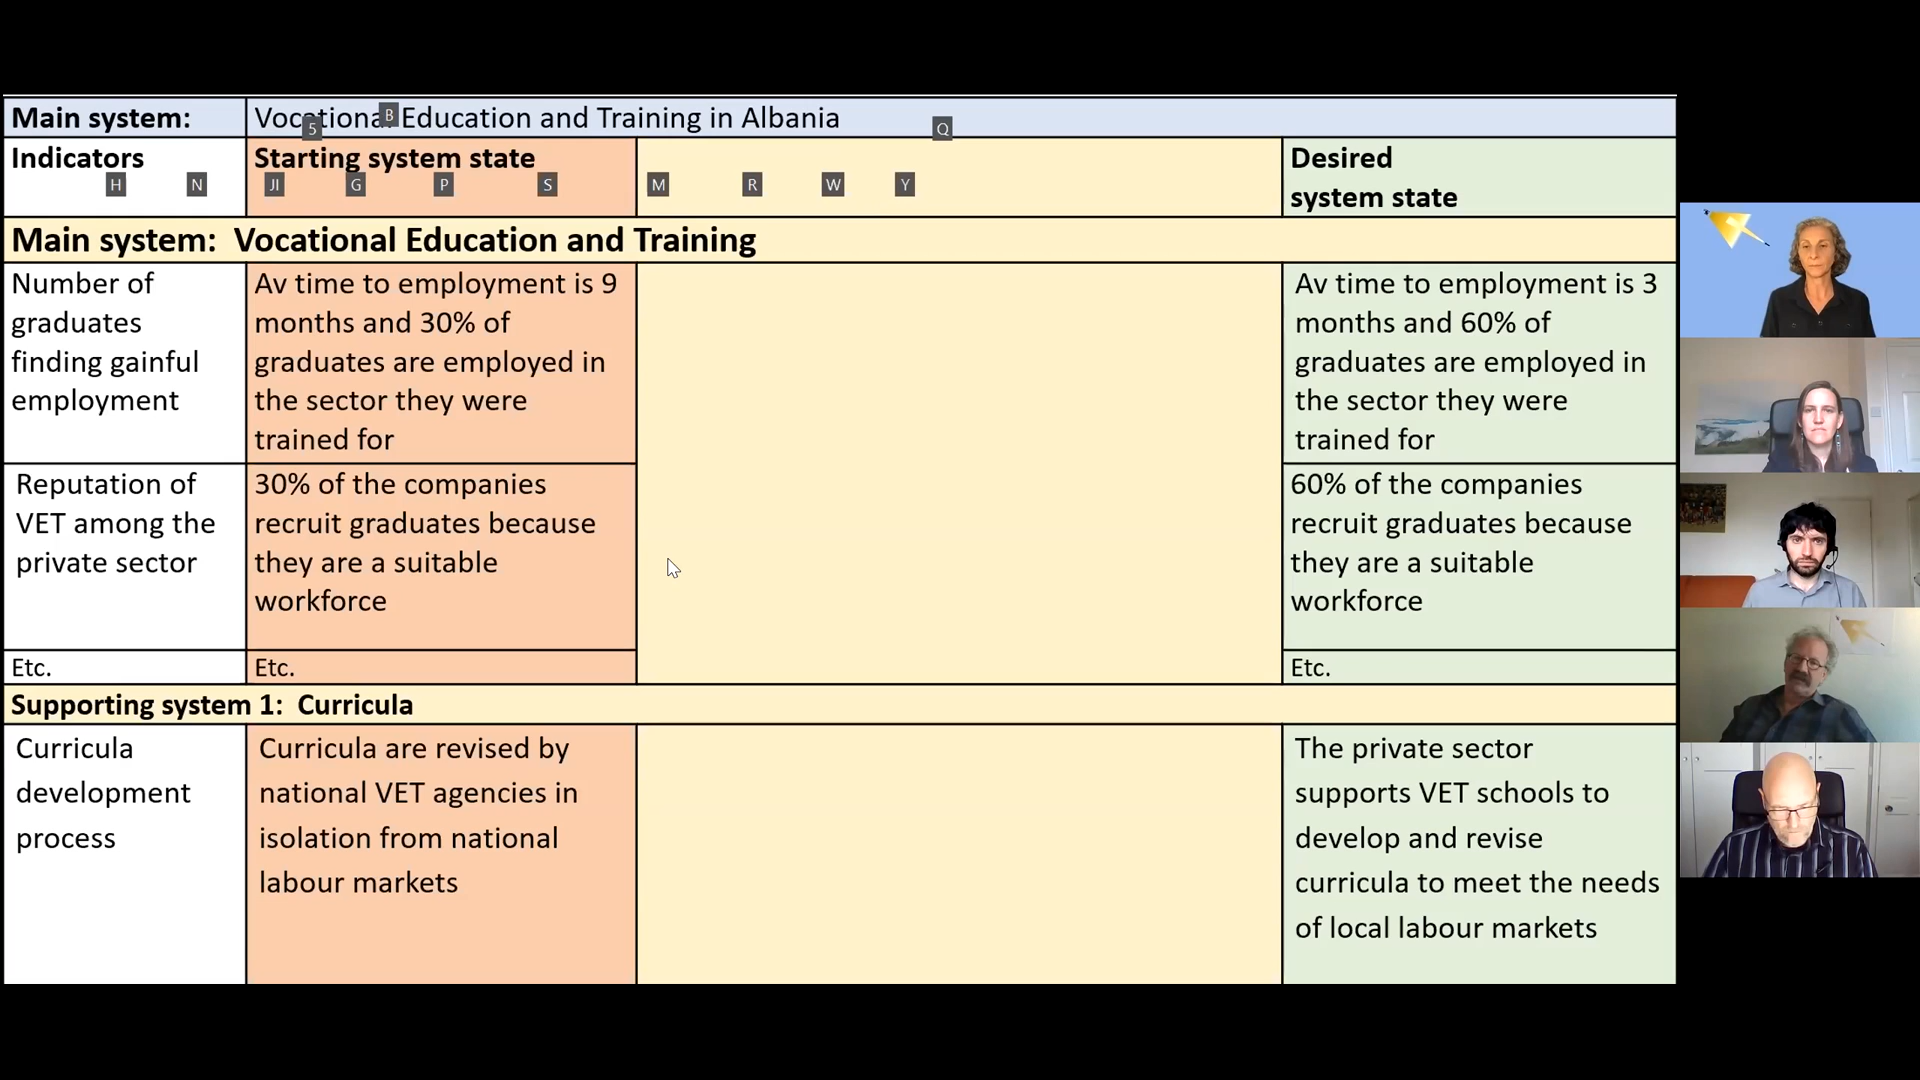 Main system:
Vocational Education and Training in Albania
5
B
Q
Indicators
Starting system state
Desired
system state
H
N
JI
G
P
S
M
R
W
Y
Main system: Vocational Education and Training
Number of
graduates
finding gainful
employment
Av time to employment is 9
months and 30% of
graduates are employed in
the sector they were
trained for
Av time to employment is 3
months and 60% of
graduates are employed in
the sector they were
trained for
Reputation of
VET among the
private sector
30% of the companies
recruit graduates because
they are a suitable
workforce
60% of the companies
recruit graduates because
they are a suitable
workforce
Etc.
Etc.
Etc.
Supporting system 1: Curricula
Curricula
development
process
Curricula are revised by
national VET agencies in
isolation from national
labour markets
The private sector
supports VET schools to
develop and revise
curricula to meet the needs
of local labour markets